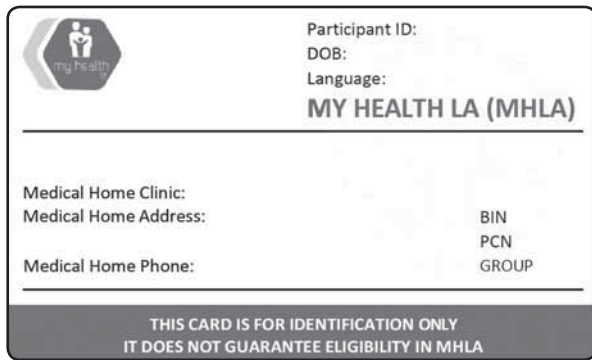 my health
LA
Participant ID:
DOB:
Language:
MY HEALTH LA (MHLA)
Medical Home Clinic:
Medical Home Address:
BIN
PCN
Medical Home Phone:
GROUP
THIS CARD IS FOR IDENTIFICATION ONLY
IT DOES NOT GUARANTEE ELIGIBILITY IN MHLA